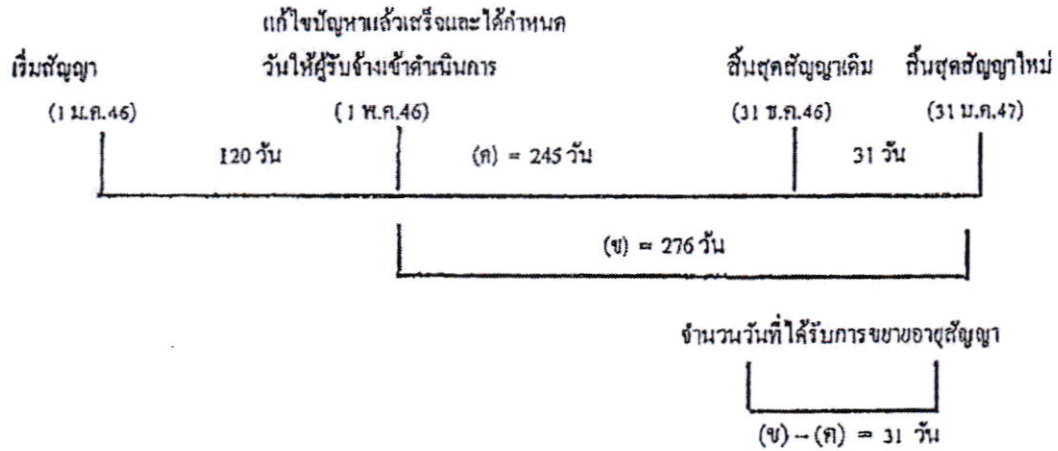 แก้ไขปัญหาแล้วเสร็จและได้กำหนด
เริ่มสัญญา วันให้ผู้รับจ้างเข้าดำเนินการ สิ้นสุดสัญญาเดิม สิ้นสุดสัญญาใหม่
(1 ม.ค.46) (1 พ.ค.46) (31 ธ.ค.46) (31 ม.ค.47)
120 วัน (ค) = 245 วัน 31 วัน
(ข) = 276 วัน
จำนวนวันที่ได้รับการขยายอายุสัญญา
(ข) – (ค) = 31 วัน